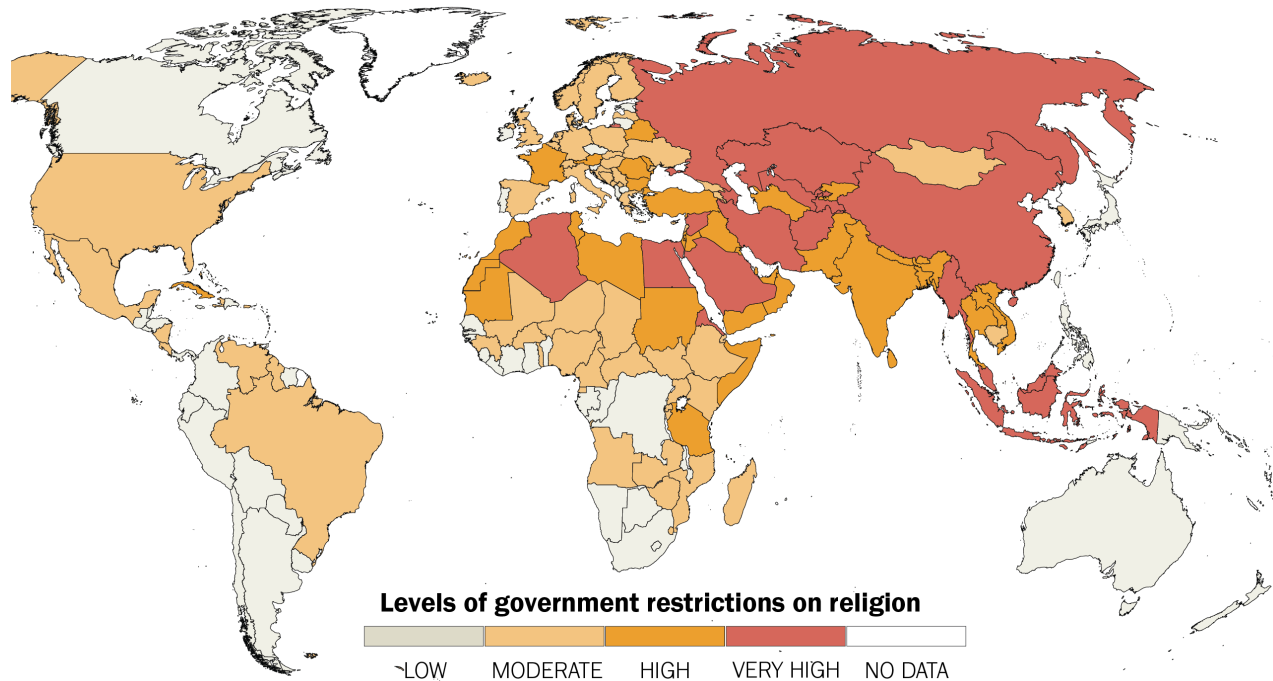 Levels of government restrictions on religion
LOW MODERATE HIGH VERY HIGH NO DATA